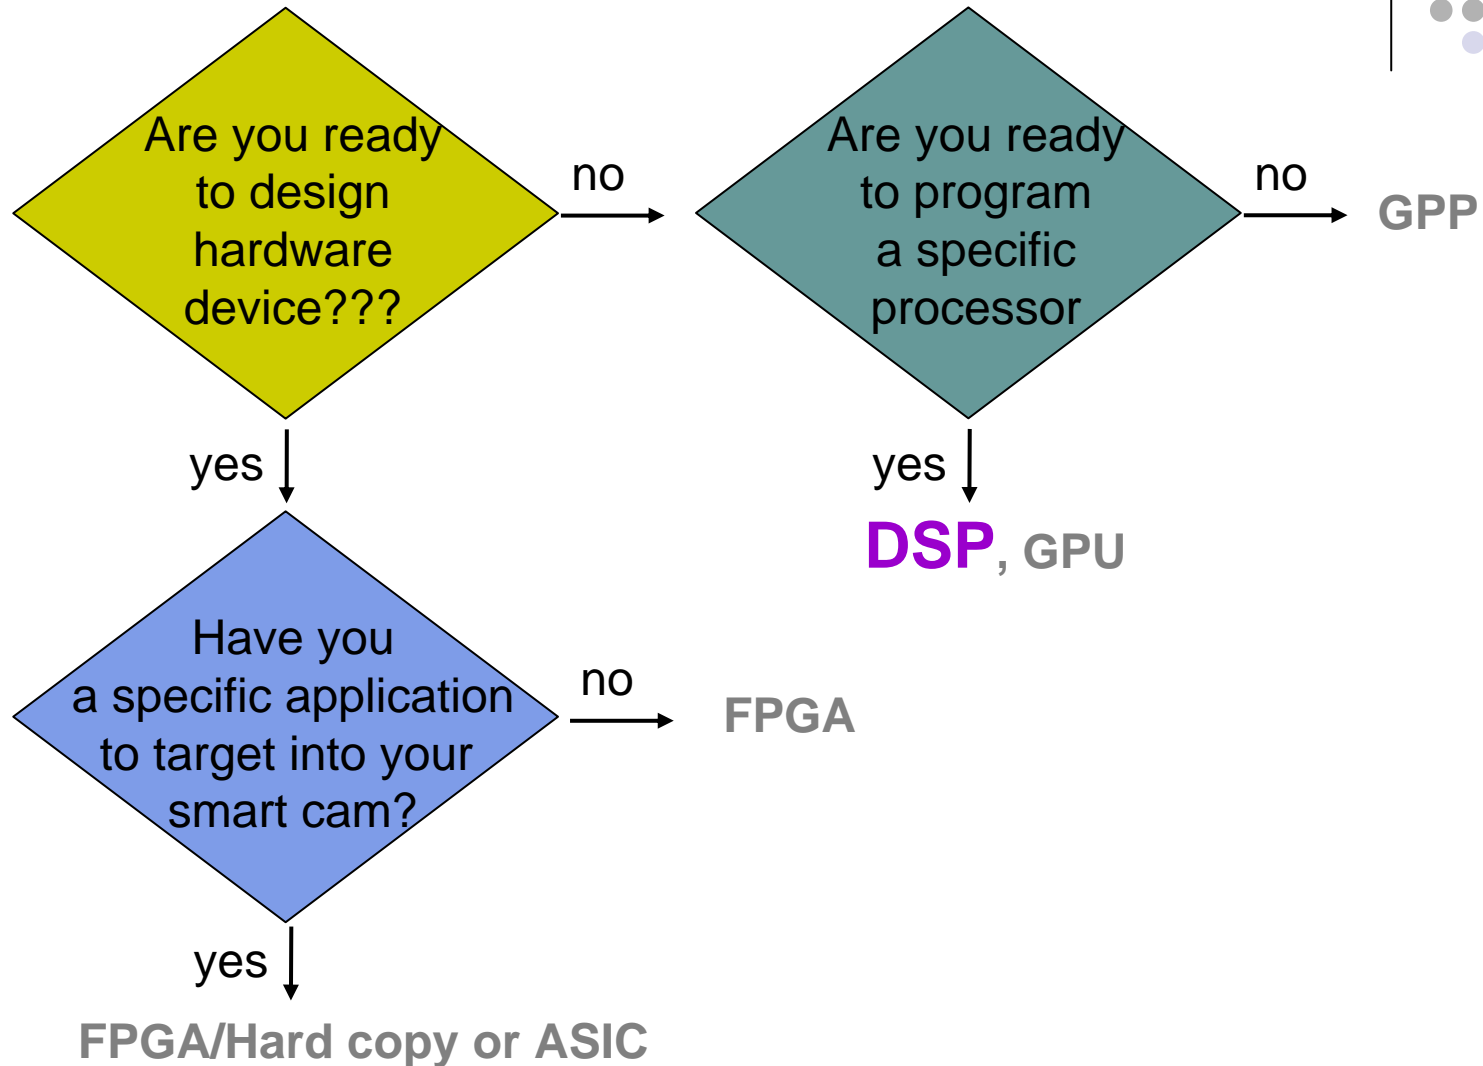 Are you ready
to design
hardware
device???
no
Are you ready
to program
a specific
processor
no
GPP
yes
yes
DSP, GPU
Have you
a specific application
to target into your
smart cam?
no
FPGA
yes
FPGA/Hard copy or ASIC